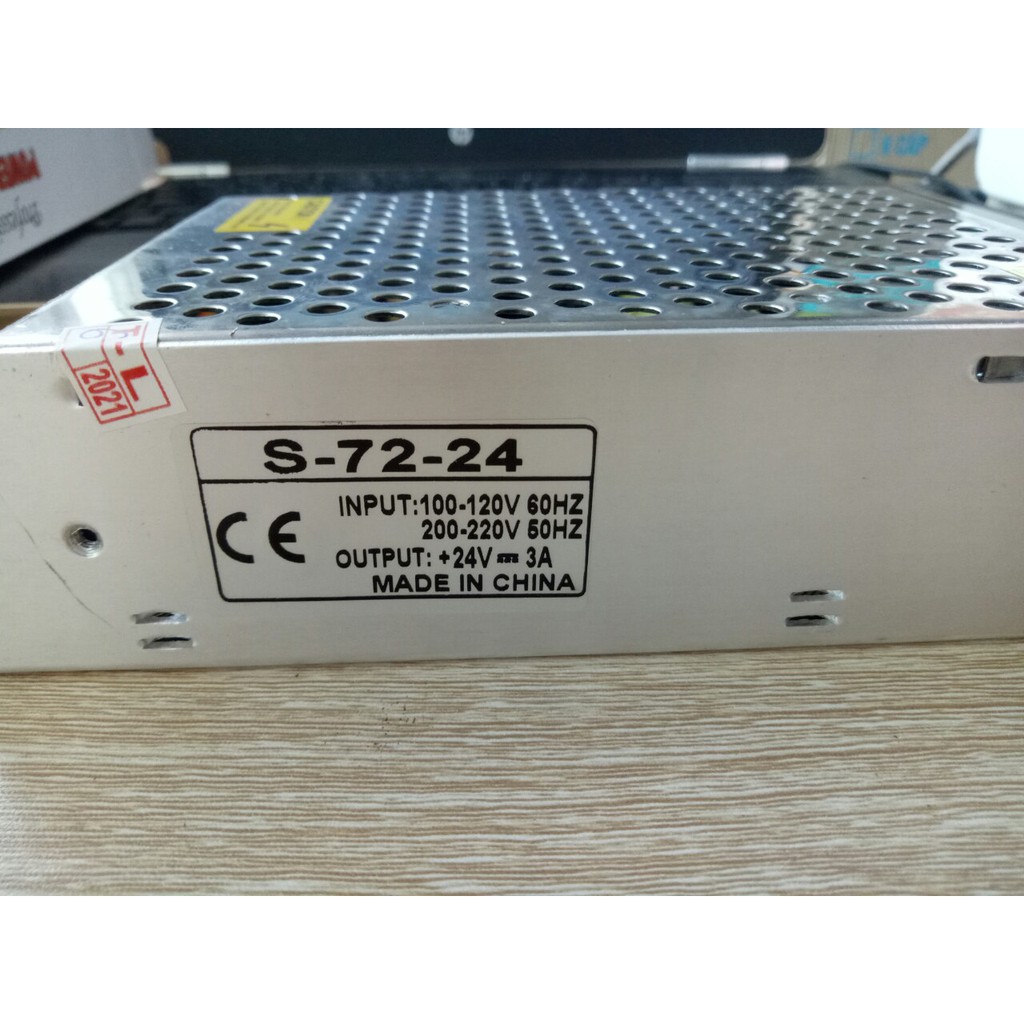 T-L
2021
S-72-24
CE
INPUT:100-120V 60HZ
200-220V 50HZ
OUTPUT: +24V⎓ 3A
MADE IN CHINA